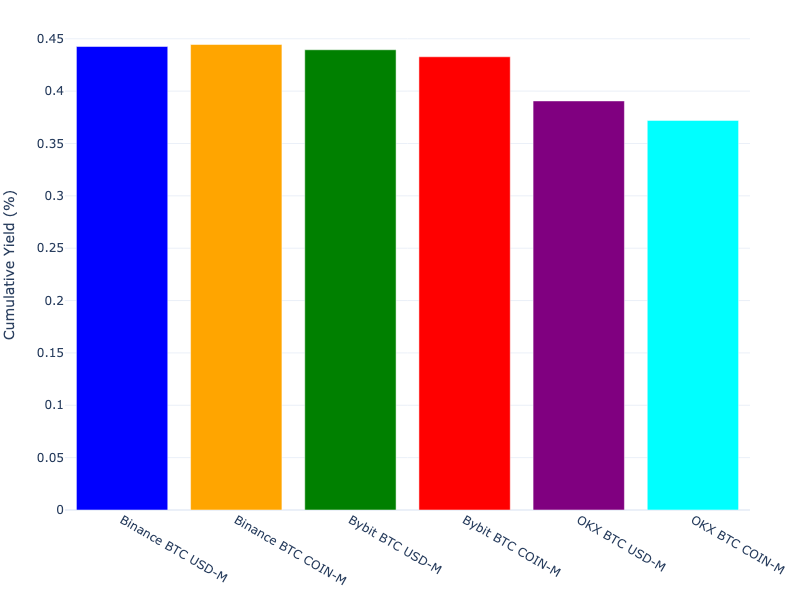 Cumulative Yield (%)
0.45
0.4
0.35
0.3
0.25
0.2
0.15
0.1
0.05
0
Binance BTC USD-M
Binance BTC COIN-M
Bybit BTC USD-M
Bybit BTC COIN-M
OKX BTC USD-M
OKX BTC COIN-M